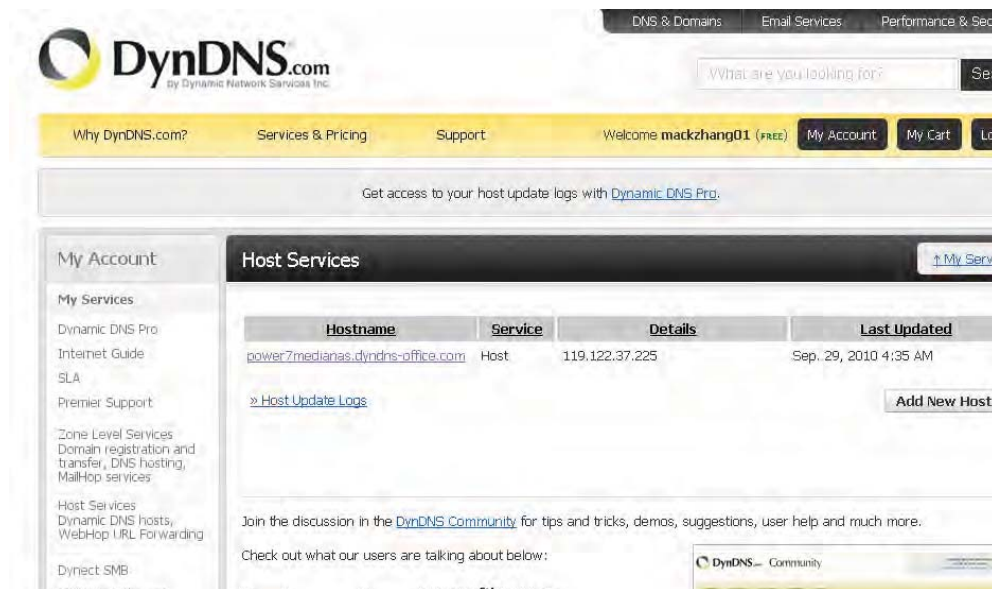 DNS & Domains Email Services Performance & Sec
DynDNS.com
by Dynamic Network Services Inc.
What are you looking for? Se
Why DynDNS.com? Services & Pricing Support Welcome mackzhang01 (FREE) My Account My Cart Lo
Get access to your host update logs with Dynamic DNS Pro.
My Account
My Services
Dynamic DNS Pro
Internet Guide
SLA
Premier Support
Zone Level Services
Domain registration and
transfer, DNS hosting,
MailHop services
Host Services
Dynamic DNS hosts,
WebHop URL Forwarding
Dynect SMB
Host Services ↑ My Serv
Hostname Service Details Last Updated
power7medianas.dyndns-office.com Host 119.122.37.225 Sep. 29, 2010 4:35 AM
» Host Update Logs Add New Host
Join the discussion in the DynDNS Community for tips and tricks, demos, suggestions, user help and much more.
Check out what our users are talking about below:
DynDNS Community